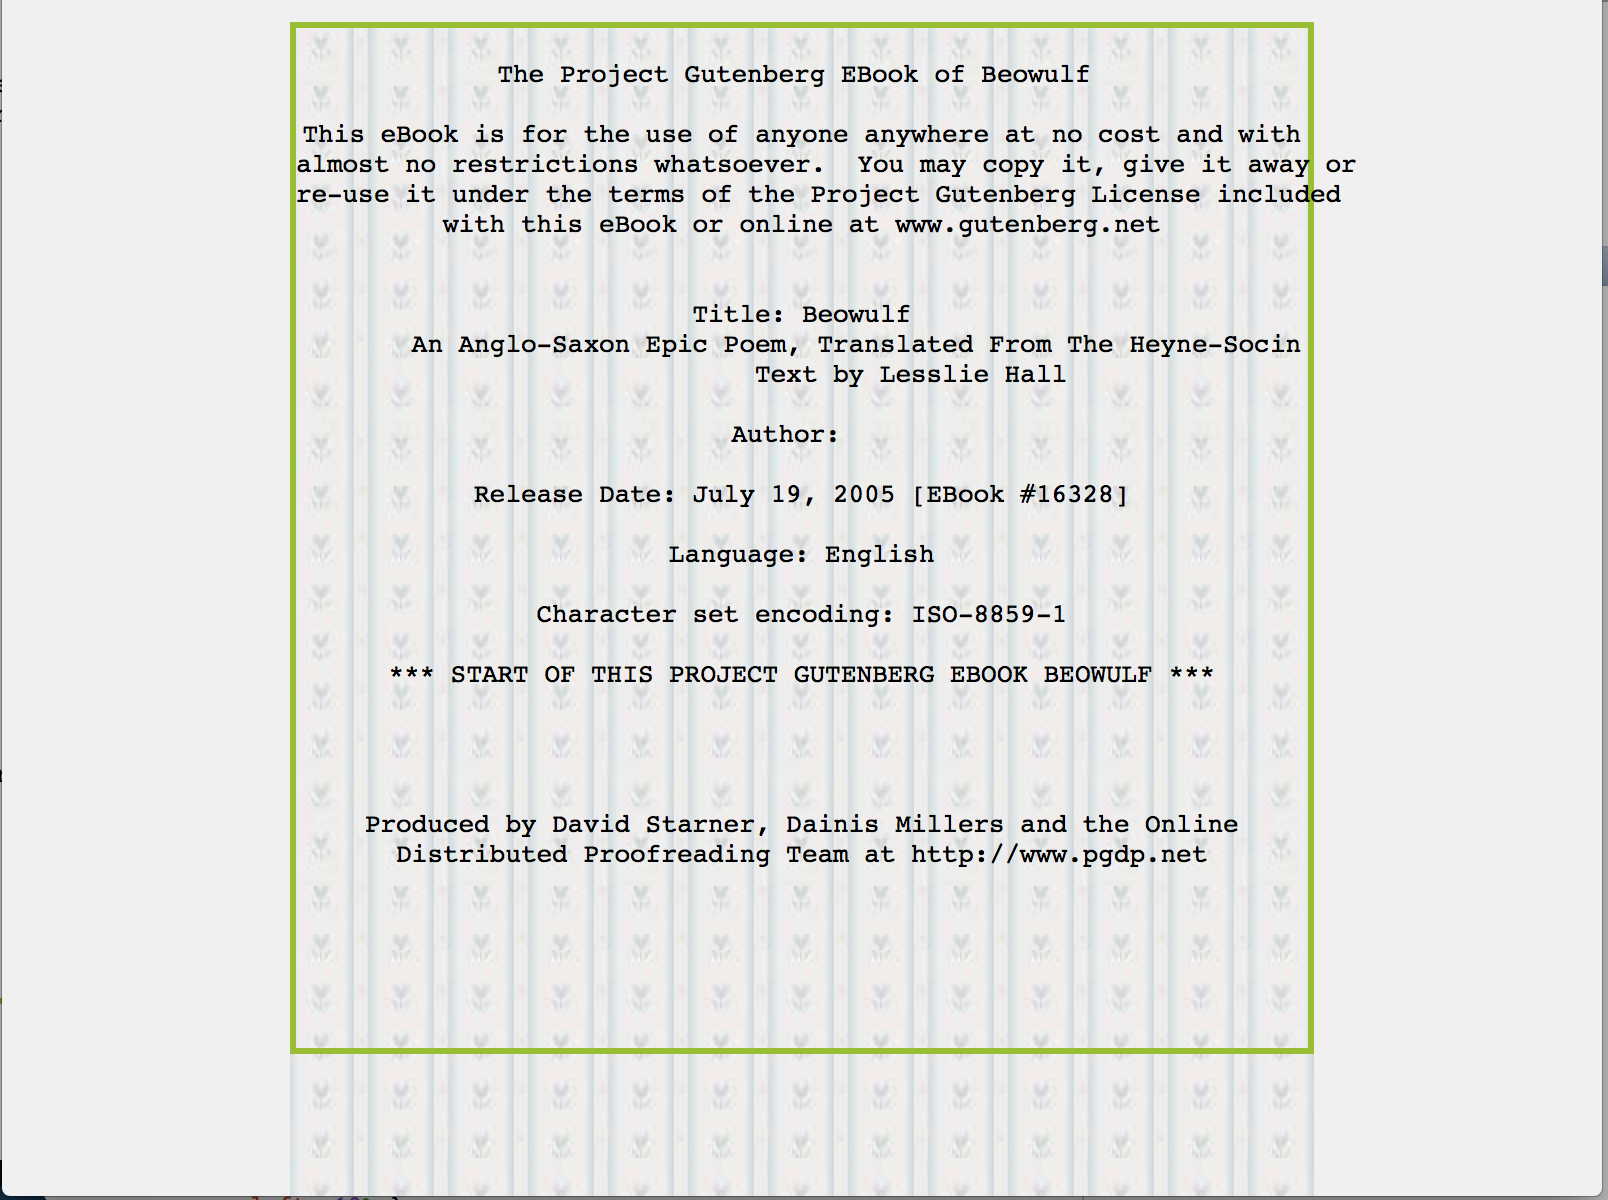 The Project Gutenberg EBook of Beowulf
This eBook is for the use of anyone anywhere at no cost and with
almost no restrictions whatsoever.  You may copy it, give it away or
re-use it under the terms of the Project Gutenberg License included
with this eBook or online at www.gutenberg.net
Title: Beowulf
An Anglo-Saxon Epic Poem, Translated From The Heyne-Socin
Text by Lesslie Hall
Author:
Release Date: July 19, 2005 [EBook #16328]
Language: English
Character set encoding: ISO-8859-1
*** START OF THIS PROJECT GUTENBERG EBOOK BEOWULF ***
Produced by David Starner, Dainis Millers and the Online
Distributed Proofreading Team at http://www.pgdp.net